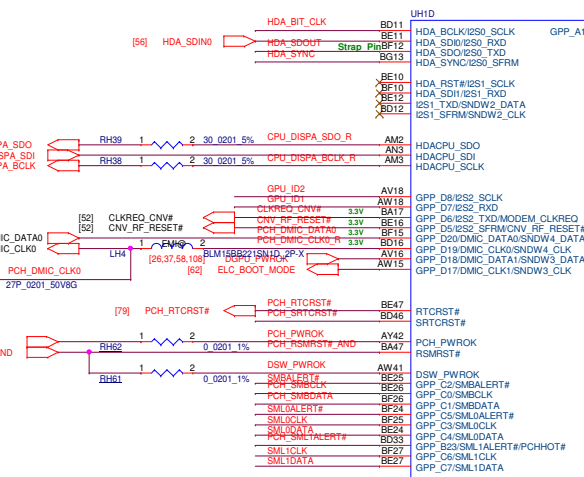 UH1D
HDA_BIT_CLK BD11 HDA_BCLK/I2S0_SCLK GPP_A1
[56] HDA_SDIN0 BE11 HDA_SDI0/I2S0_RXD
HDA_SDOUT Strap_Pin BF12 HDA_SDO/I2S0_TXD
HDA_SYNC BG13 HDA_SYNC/I2S0_SFRM
BE10 HDA_RST#/I2S1_SCLK
BF10 HDA_SDI1/I2S1_RXD
BE12 I2S1_TXD/SNDW2_DATA
BD12 I2S1_SFRM/SNDW2_CLK
PA_SDO RH39 1 2 30_0201_5% CPU_DISPA_SDO_R AM2 HDACPU_SDO
SPA_SDI AN3 HDACPU_SDI
PA_BCLK RH38 1 2 30_0201_5% CPU_DISPA_BCLK_R AM3 HDACPU_SCLK
GPU_ID2 AV18 GPP_D8/I2S2_SCLK
GPU_ID1 AW18 GPP_D7/I2S2_RXD
[52] CLKREQ_CNV# CLKREQ_CNV# 3.3V BA17 GPP_D6/I2S2_TXD/MODEM_CLKREQ
[52] CNV_RF_RESET# CNV_RF_RESET# BE16 GPP_D5/I2S2_SFRM/CNV_RF_RESET#
MIC_DATA0 PCH_DMIC_DATA0 3.3V BF15 GPP_D20/DMIC_DATA0/SNDW4_DATA
MIC_CLK0 LH4 1 EMI@ 2 BLM15BB221SN1D_2P-X PCH_DMIC_CLK0_R 3.3V BD16 GPP_D19/DMIC_CLK0/SNDW4_CLK
[26,37,58,108] DGPU_PWROK AV16 GPP_D18/DMIC_DATA1/SNDW3_DATA
PCH_DMIC_CLK0 [62] ELC_BOOT_MODE AW15 GPP_D17/DMIC_CLK1/SNDW3_CLK
27P_0201_50V8G
[79] PCH_RTCRST# PCH_RTCRST# BE47 RTCRST#
PCH_SRTCRST# BD46 SRTCRST#
1 2 PCH_PWROK AY42 PCH_PWROK
ND RH62 0_0201_1% PCH_RSMRST#_AND BA47 RSMRST#
RH61 1 2 0_0201_1% DSW_PWROK AW41 DSW_PWROK
SMBALERT# BE25 GPP_C2/SMBALERT#
PCH_SMBCLK BE26 GPP_C0/SMBCLK
PCH_SMBDATA BF26 GPP_C1/SMBDATA
SML0ALERT# BF24 GPP_C5/SML0ALERT#
SML0CLK BF25 GPP_C3/SML0CLK
SML0DATA BE24 GPP_C4/SML0DATA
PCH_SML1ALERT# BD33 GPP_B23/SML1ALERT#/PCHHOT#
SML1CLK BF27 GPP_C6/SML1CLK
SML1DATA BE27 GPP_C7/SML1DATA